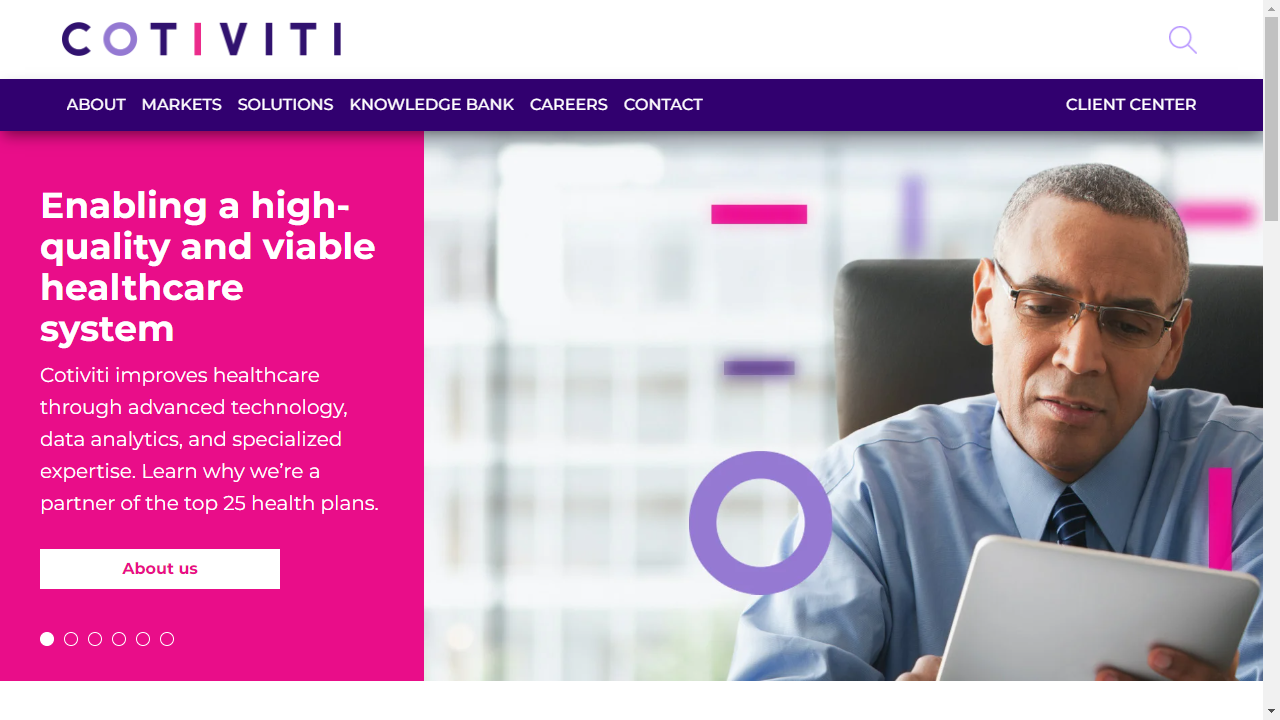 COTIVITI
ABOUT MARKETS SOLUTIONS KNOWLEDGE BANK CAREERS CONTACT CLIENT CENTER
Enabling a high-
quality and viable
healthcare
system
Cotiviti improves healthcare
through advanced technology,
data analytics, and specialized
expertise. Learn why we’re a
partner of the top 25 health plans.
About us